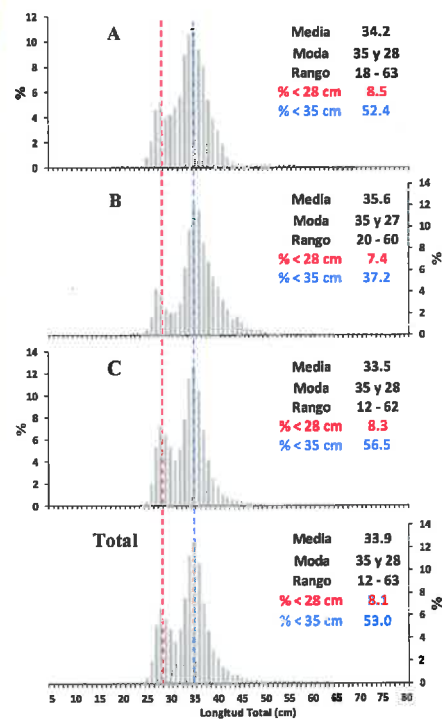 12
10
8
6
4
2
0
%
A
Media 34.2
Moda 35 y 28
Rango 18 - 63
% < 28 cm 8.5
% < 35 cm 52.4
14
12
10
8
6
4
2
0
%
B
Media 35.6
Moda 35 y 27
Rango 20 - 60
% < 28 cm 7.4
% < 35 cm 37.2
14
12
10
8
6
4
2
0
%
C
Media 33.5
Moda 35 y 28
Rango 12 - 62
% < 28 cm 8.3
% < 35 cm 56.5
14
12
10
8
6
4
2
0
%
Total
Media 33.9
Moda 35 y 28
Rango 12 - 63
% < 28 cm 8.1
% < 35 cm 53.0
5 10 15 20 25 30 35 40 45 50 55 60 65 70 75 80
Longitud Total (cm)